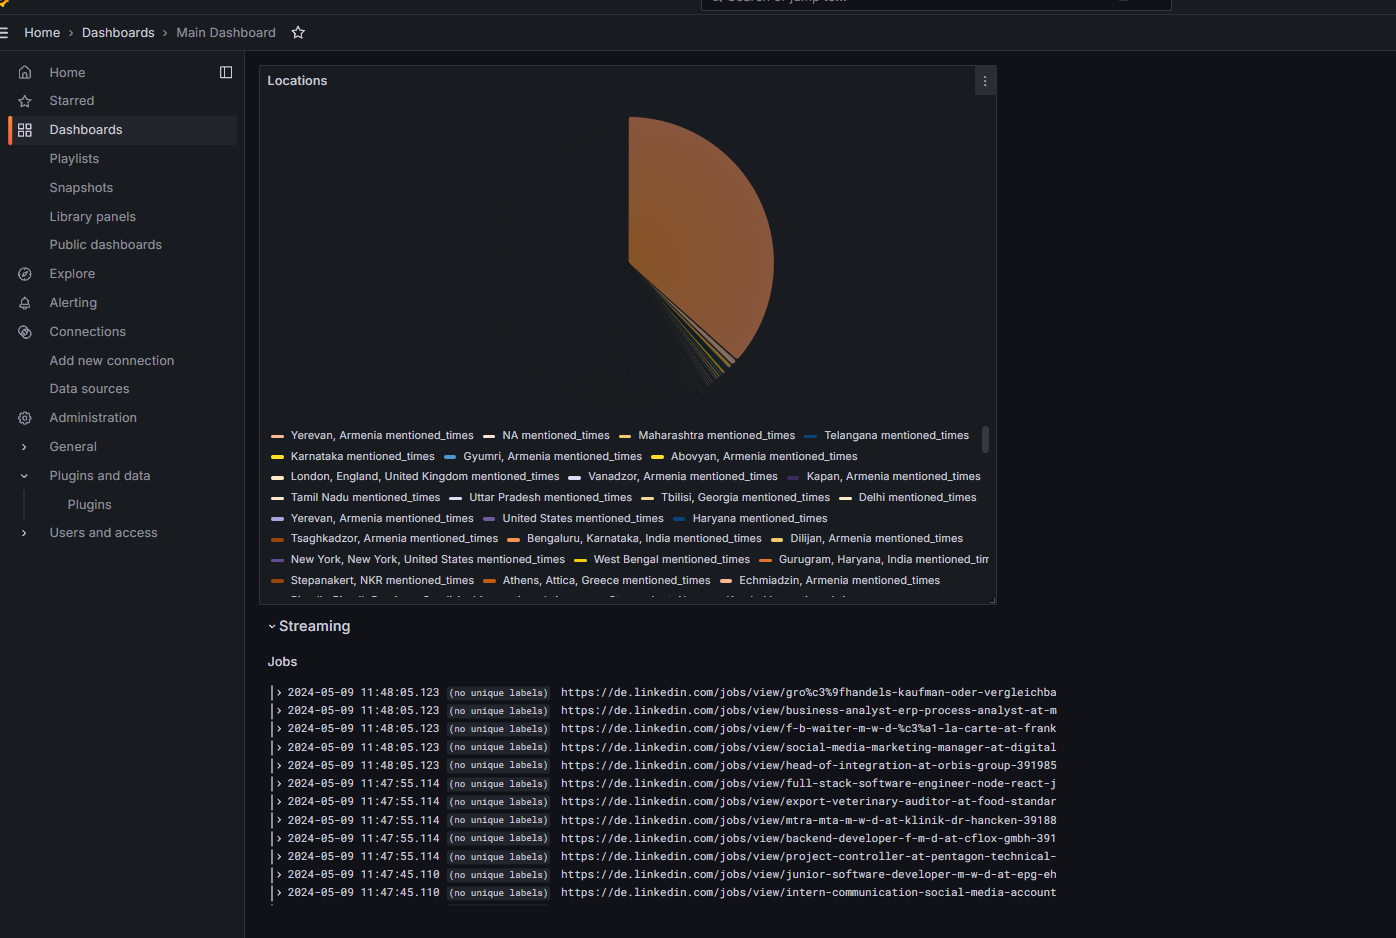 Home › Dashboards › Main Dashboard
Home
Starred
Dashboards
Playlists
Snapshots
Library panels
Public dashboards
Explore
Alerting
Connections
Add new connection
Data sources
Administration
General
Plugins and data
Plugins
Users and access
Locations
Yerevan, Armenia mentioned_times NA mentioned_times Maharashtra mentioned_times Telangana mentioned_times
Karnataka mentioned_times Gyumri, Armenia mentioned_times Abovyan, Armenia mentioned_times
London, England, United Kingdom mentioned_times Vanadzor, Armenia mentioned_times Kapan, Armenia mentioned_times
Tamil Nadu mentioned_times Uttar Pradesh mentioned_times Tbilisi, Georgia mentioned_times Delhi mentioned_times
Yerevan, Armenia mentioned_times United States mentioned_times Haryana mentioned_times
Tsaghkadzor, Armenia mentioned_times Bengaluru, Karnataka, India mentioned_times Dilijan, Armenia mentioned_times
New York, New York, United States mentioned_times West Bengal mentioned_times Gurugram, Haryana, India mentioned_tim
Stepanakert, NKR mentioned_times Athens, Attica, Greece mentioned_times Echmiadzin, Armenia mentioned_times
Streaming
Jobs
2024-05-09 11:48:05.123 (no unique labels) https://de.linkedin.com/jobs/view/gro%c3%9fhandels-kaufman-oder-vergleichba
2024-05-09 11:48:05.123 (no unique labels) https://de.linkedin.com/jobs/view/business-analyst-erp-process-analyst-at-m
2024-05-09 11:48:05.123 (no unique labels) https://de.linkedin.com/jobs/view/f-b-waiter-m-w-d-%c3%a1-la-carte-at-frank
2024-05-09 11:48:05.123 (no unique labels) https://de.linkedin.com/jobs/view/social-media-marketing-manager-at-digital
2024-05-09 11:48:05.123 (no unique labels) https://de.linkedin.com/jobs/view/head-of-integration-at-orbis-group-391985
2024-05-09 11:47:55.114 (no unique labels) https://de.linkedin.com/jobs/view/full-stack-software-engineer-node-react-j
2024-05-09 11:47:55.114 (no unique labels) https://de.linkedin.com/jobs/view/export-veterinary-auditor-at-food-standar
2024-05-09 11:47:55.114 (no unique labels) https://de.linkedin.com/jobs/view/mtra-mta-m-w-d-at-klinik-dr-hancken-39188
2024-05-09 11:47:55.114 (no unique labels) https://de.linkedin.com/jobs/view/backend-developer-f-m-d-at-cflox-gmbh-391
2024-05-09 11:47:55.114 (no unique labels) https://de.linkedin.com/jobs/view/project-controller-at-pentagon-technical-
2024-05-09 11:47:45.110 (no unique labels) https://de.linkedin.com/jobs/view/junior-software-developer-m-w-d-at-epg-eh
2024-05-09 11:47:45.110 (no unique labels) https://de.linkedin.com/jobs/view/intern-communication-social-media-account